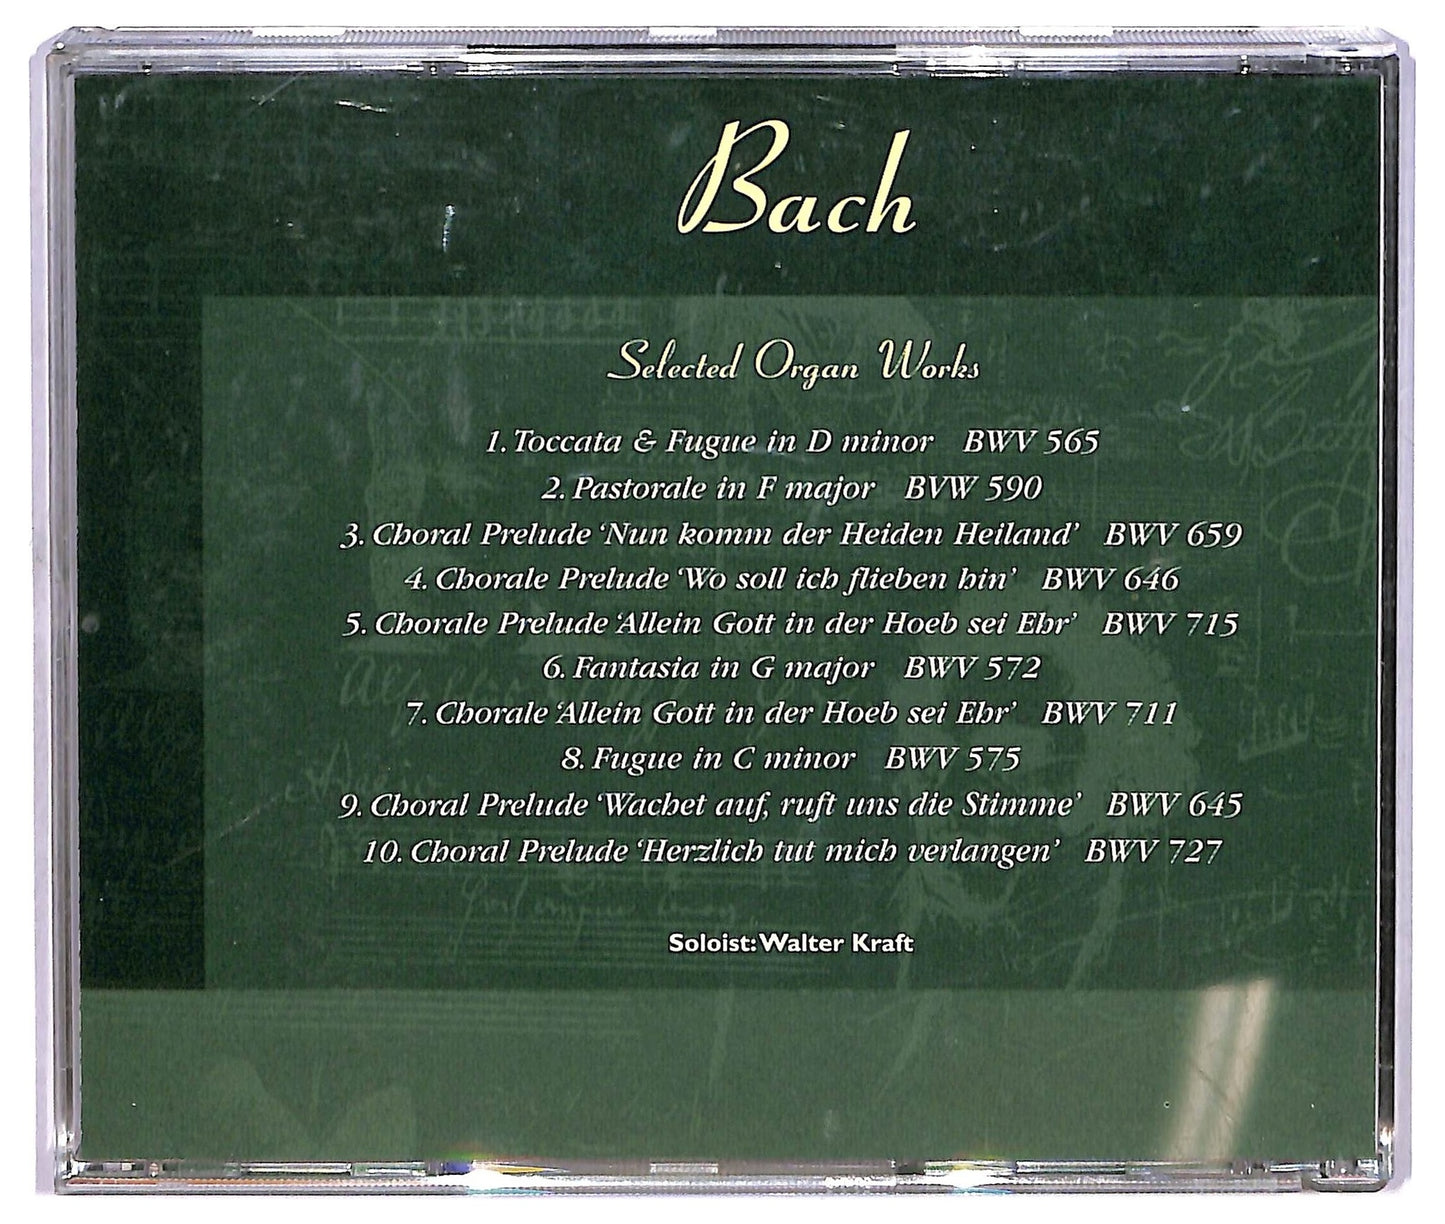 Bach
Selected Organ Works
1. Toccata & Fugue in D minor BWV 565
2. Pastorale in F major BVW 590
3. Choral Prelude 'Nun komm der Heiden Heiland' BWV 659
4. Chorale Prelude 'Wo soll ich flieben hin' BWV 646
5. Chorale Prelude 'Allein Gott in der Hoeb sei Ehr' BWV 715
6. Fantasia in G major BWV 572
7. Chorale 'Allein Gott in der Hoeb sei Ehr' BWV 711
8. Fugue in C minor BWV 575
9. Choral Prelude 'Wachet auf, ruft uns die Stimme' BWV 645
10. Choral Prelude 'Herzlich tut mich verlangen' BWV 727
Soloist: Walter Kraft